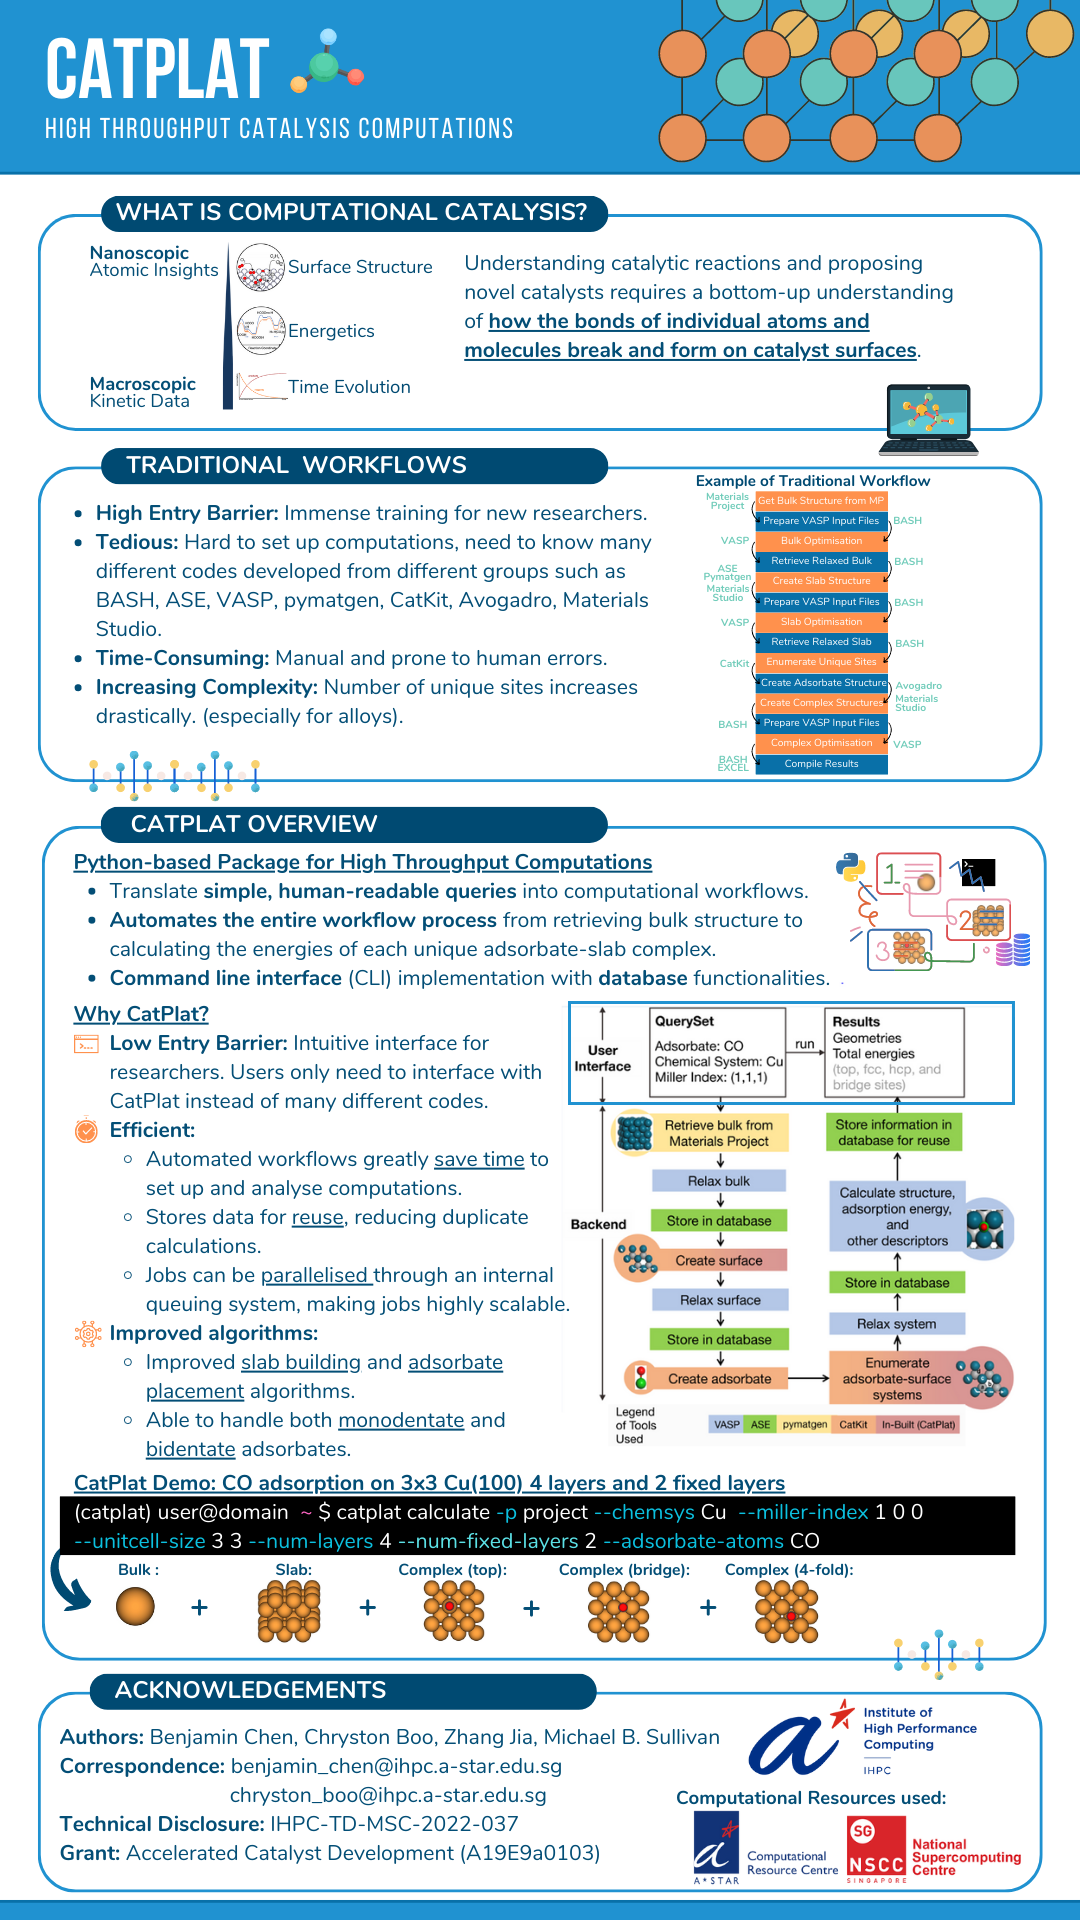 CATPLAT
HIGH THROUGHPUT CATALYSIS COMPUTATIONS
WHAT IS COMPUTATIONAL CATALYSIS?
Nanoscopic
Atomic Insights
Surface Structure
Energetics
Macroscopic
Kinetic Data
Time Evolution
Understanding catalytic reactions and proposing
novel catalysts requires a bottom-up understanding
of how the bonds of individual atoms and
molecules break and form on catalyst surfaces.
TRADITIONAL WORKFLOWS
• High Entry Barrier: Immense training for new researchers.
• Tedious: Hard to set up computations, need to know many
different codes developed from different groups such as
BASH, ASE, VASP, pymatgen, CatKit, Avogadro, Materials
Studio.
• Time-Consuming: Manual and prone to human errors.
• Increasing Complexity: Number of unique sites increases
drastically. (especially for alloys).
Example of Traditional Workflow
Materials
Project
Get Bulk Structure from MP
Prepare VASP Input Files
BASH
VASP
Bulk Optimisation
Retrieve Relaxed Bulk
BASH
ASE
Pymatgen
Materials
Studio
Create Slab Structure
Prepare VASP Input Files
BASH
VASP
Slab Optimisation
Retrieve Relaxed Slab
BASH
CatKit
Enumerate Unique Sites
Create Adsorbate Structure
Avogadro
Materials
Studio
Create Complex Structures
BASH
Prepare VASP Input Files
Complex Optimisation
VASP
BASH
EXCEL
Compile Results
CATPLAT OVERVIEW
Python-based Package for High Throughput Computations
• Translate simple, human-readable queries into computational workflows.
• Automates the entire workflow process from retrieving bulk structure to
calculating the energies of each unique adsorbate-slab complex.
• Command line interface (CLI) implementation with database functionalities.
1
2
3
Why CatPlat?
Low Entry Barrier: Intuitive interface for
researchers. Users only need to interface with
CatPlat instead of many different codes.
Efficient:
◦ Automated workflows greatly save time to
set up and analyse computations.
◦ Stores data for reuse, reducing duplicate
calculations.
◦ Jobs can be parallelised through an internal
queuing system, making jobs highly scalable.
Improved algorithms:
◦ Improved slab building and adsorbate
placement algorithms.
◦ Able to handle both monodentate and
bidentate adsorbates.
User
Interface
QuerySet
Adsorbate: CO
Chemical System: Cu
Miller Index: (1,1,1)
run
Results
Geometries
Total energies
(top, fcc, hcp, and
bridge sites)
Backend
Retrieve bulk from
Materials Project
Relax bulk
Store in database
Create surface
Relax surface
Store in database
Create adsorbate
Store information in
database for reuse
Calculate structure,
adsorption energy,
and
other descriptors
Store in database
Relax system
Enumerate
adsorbate-surface
systems
Legend
of Tools
Used
VASP ASE pymatgen CatKit In-Built (CatPlat)
CatPlat Demo: CO adsorption on 3x3 Cu(100) 4 layers and 2 fixed layers
(catplat) user@domain ~ $ catplat calculate -p project --chemsys Cu --miller-index 1 0 0
--unitcell-size 3 3 --num-layers 4 --num-fixed-layers 2 --adsorbate-atoms CO
Bulk :
Slab:
Complex (top):
Complex (bridge):
Complex (4-fold):
+ + + +
ACKNOWLEDGEMENTS
Authors: Benjamin Chen, Chryston Boo, Zhang Jia, Michael B. Sullivan
Correspondence: benjamin_chen@ihpc.a-star.edu.sg
chryston_boo@ihpc.a-star.edu.sg
Technical Disclosure: IHPC-TD-MSC-2022-037
Grant: Accelerated Catalyst Development (A19E9a0103)
Institute of
High Performance
Computing
IHPC
Computational Resources used:
A*STAR
Computational
Resource Centre
SG
NSCC
SINGAPORE
National
Supercomputing
Centre